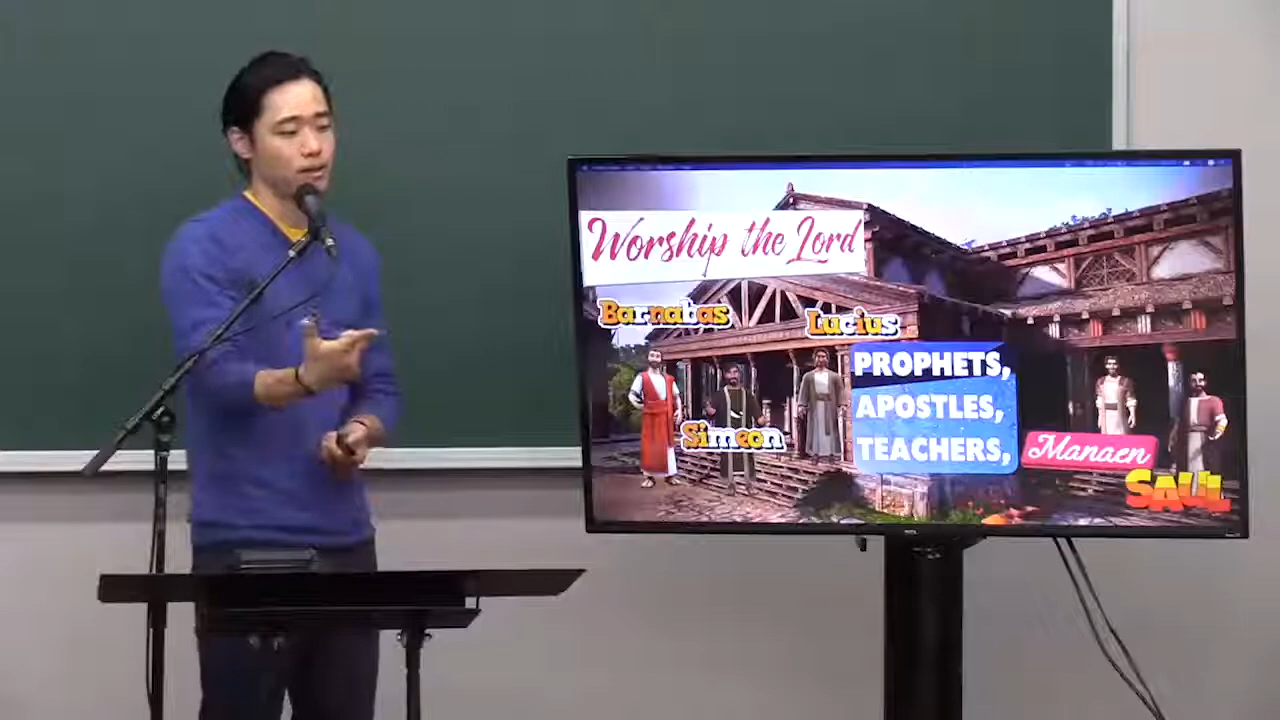 Worship the Lord
Barnabas
Lucius
PROPHETS,
APOSTLES,
TEACHERS,
Simeon
Manaen
SAUL